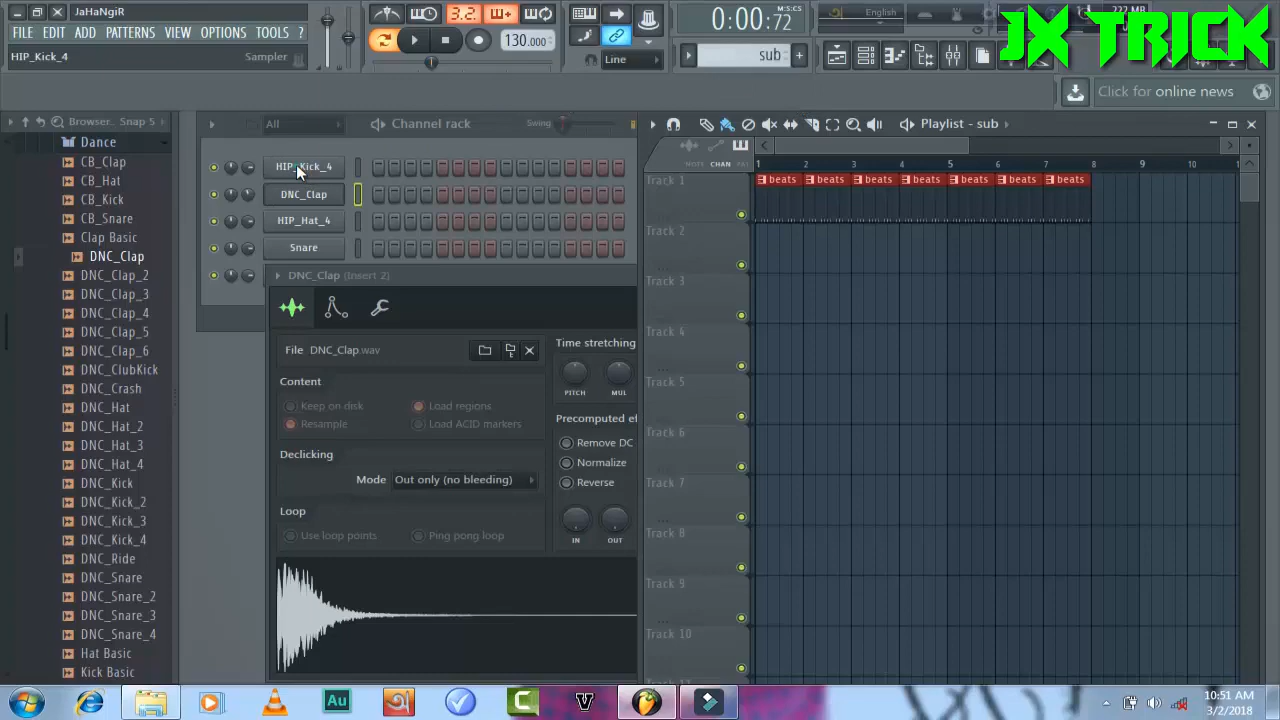 JaHaNgiR
FILE EDIT ADD PATTERNS VIEW OPTIONS TOOLS ?
HIP_Kick_4
Sampler
3.2
130.000
0:00:72
M:S:CS
Line
sub
English
222 MB
JX TRICK
Click for online news
Browser
Snap 5
Dance
CB_Clap
CB_Hat
CB_Kick
CB_Snare
Clap Basic
DNC_Clap
DNC_Clap_2
DNC_Clap_3
DNC_Clap_4
DNC_Clap_5
DNC_Clap_6
DNC_ClubKick
DNC_Crash
DNC_Hat
DNC_Hat_2
DNC_Hat_3
DNC_Hat_4
DNC_Kick
DNC_Kick_2
DNC_Kick_3
DNC_Kick_4
DNC_Ride
DNC_Snare
DNC_Snare_2
DNC_Snare_3
DNC_Snare_4
Hat Basic
Kick Basic
All
Channel rack
Swing
HIP_Kick_4
DNC_Clap
HIP_Hat_4
Snare
DNC_Clap (Insert 2)
File DNC_Clap.wav
Content
Keep on disk
Load regions
Resample
Load ACID markers
Declicking
Mode Out only (no bleeding)
Loop
Use loop points
Ping pong loop
Time stretching
PITCH
MUL
Precomputed ef
Remove DC
Normalize
Reverse
IN
OUT
Playlist - sub
CHAN
1 2 3 4 5 6 7 8 9 10
beats beats beats beats beats beats beats
Track 1
Track 2
Track 3
Track 4
Track 5
Track 6
Track 7
Track 8
Track 9
Track 10
Au
10:51 AM
3/2/2018